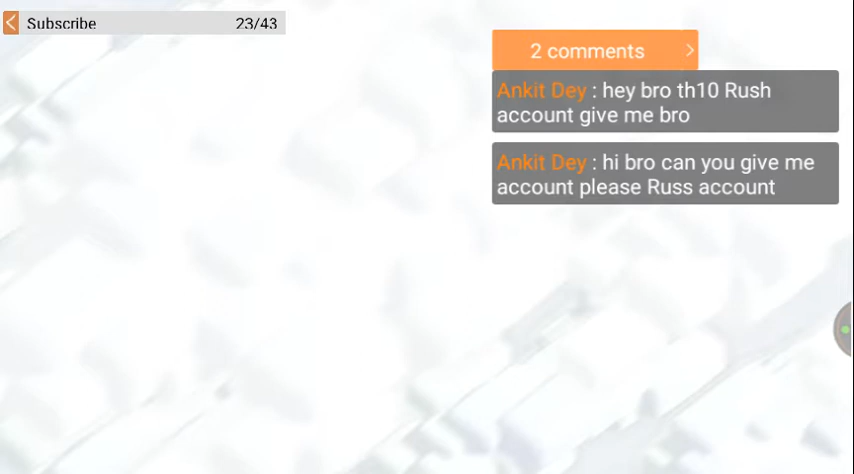 Subscribe 23/43
2 comments
Ankit Dey : hey bro th10 Rush
account give me bro
Ankit Dey : hi bro can you give me
account please Russ account